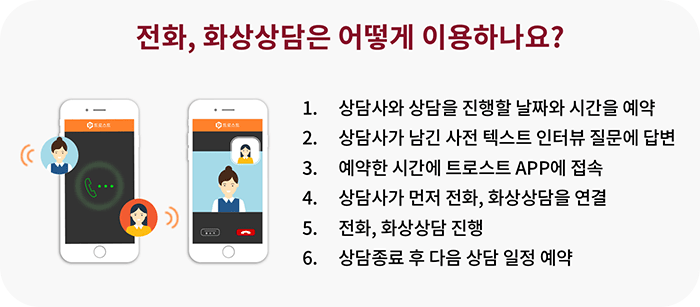 전화, 화상상담은 어떻게 이용하나요?
트로스트
트로스트
1. 상담사와 상담을 진행할 날짜와 시간을 예약
2. 상담사가 남긴 사전 텍스트 인터뷰 질문에 답변
3. 예약한 시간에 트로스트 APP에 접속
4. 상담사가 먼저 전화, 화상상담을 연결
5. 전화, 화상상담 진행
6. 상담종료 후 다음 상담 일정 예약